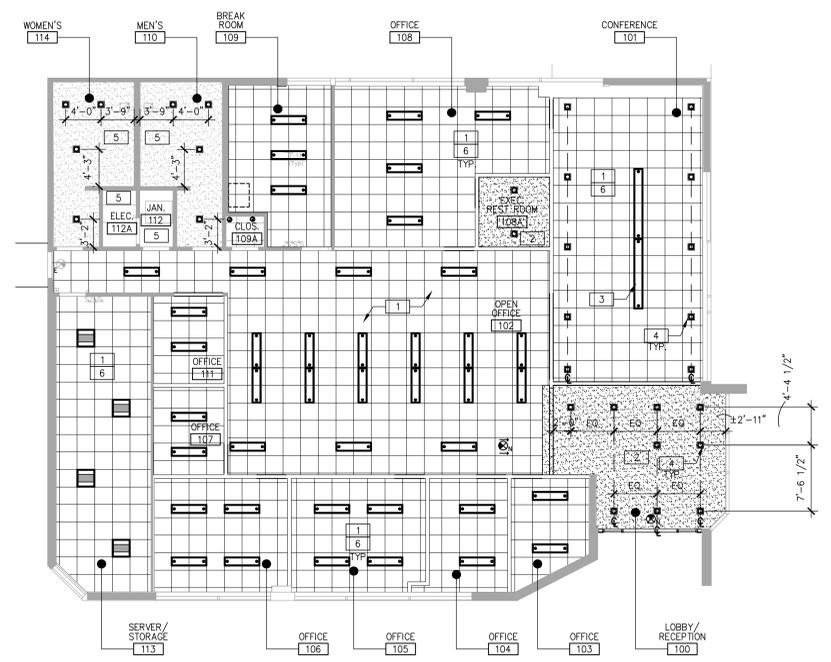 WOMEN'S
114
MEN'S
110
BREAK
ROOM
109
OFFICE
108
CONFERENCE
101
4'-0"
3'-9"
3'-9"
4'-0"
5
5
1
6
TYP.
4'-3"
4'-3"
1
6
5
ELEC.
112A
JAN.
112
5
EXEC.
REST ROOM
108A
2
CLOS.
109A
3'-2"
3'-2"
1
3
OPEN
OFFICE
102
4
TYP.
1
6
OFFICE
111
OFFICE
107
4'-4 1/2"
±2'-11"
2'-0"
EQ.
EQ.
EQ.
2
4
TYP.
7'-6 1/2"
EQ.
EQ.
1
6
TYP.
SERVER/
STORAGE
113
OFFICE
106
OFFICE
105
OFFICE
104
OFFICE
103
LOBBY/
RECEPTION
100